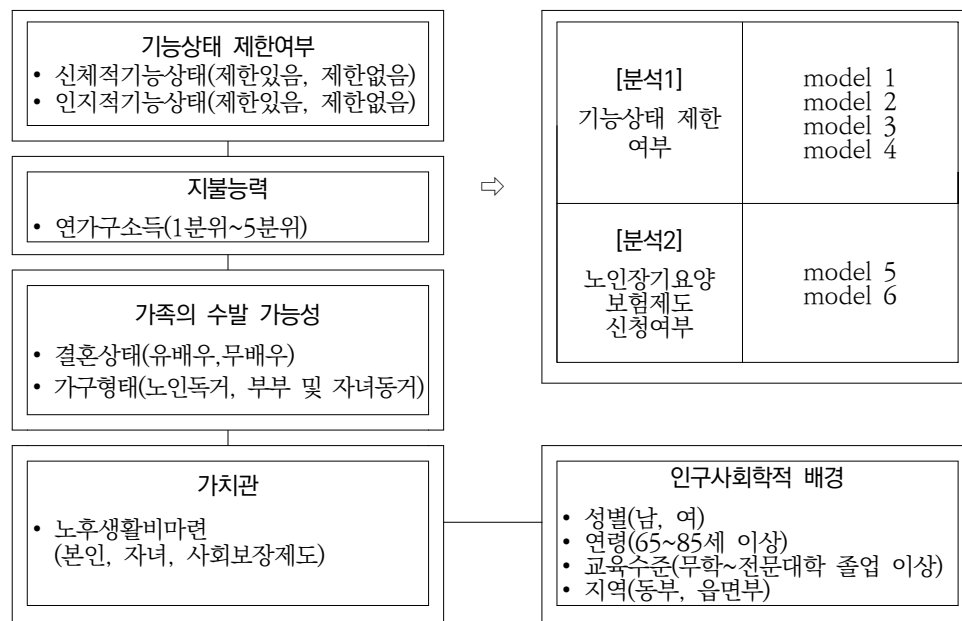 기능상태 제한여부
• 신체적기능상태(제한있음, 제한없음)
• 인지적기능상태(제한있음, 제한없음)
지불능력
• 연가구소득(1분위~5분위)
가족의 수발 가능성
• 결혼상태(유배우,무배우)
• 가구형태(노인독거, 부부 및 자녀동거)
가치관
• 노후생활비마련
(본인, 자녀, 사회보장제도)
⇨
[분석1]
기능상태 제한
여부
model 1
model 2
model 3
model 4
[분석2]
노인장기요양
보험제도
신청여부
model 5
model 6
인구사회학적 배경
• 성별(남, 여)
• 연령(65~85세 이상)
• 교육수준(무학~전문대학 졸업 이상)
• 지역(동부, 읍면부)